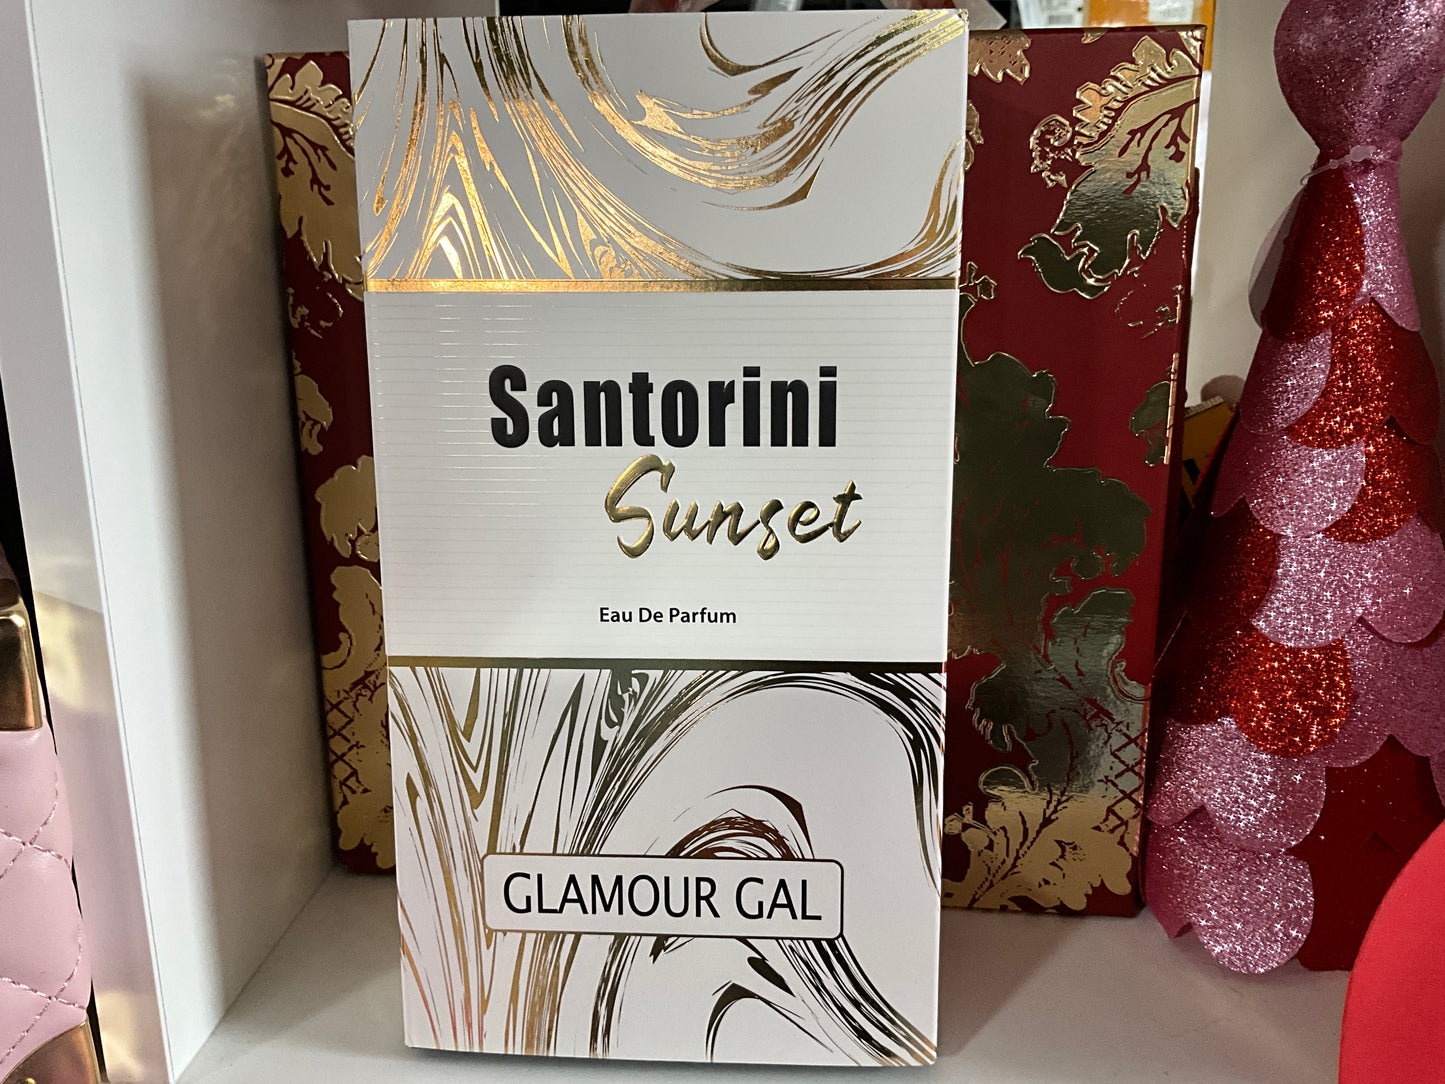 Santorini
Sunset
Eau De Parfum
GLAMOUR GAL